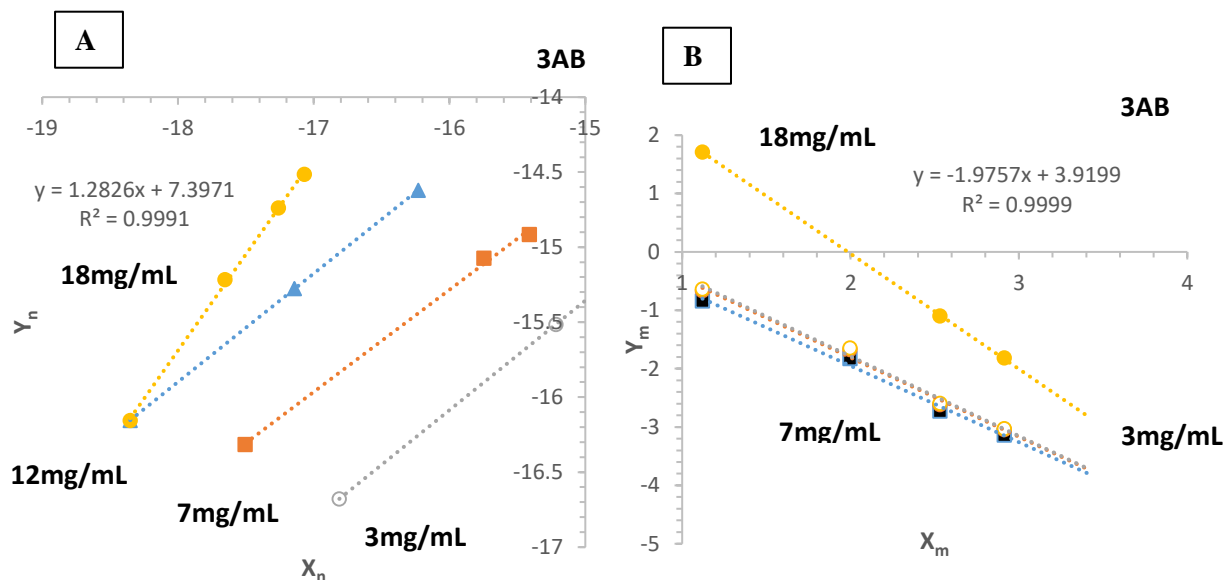 A
3AB
-19
-18
-17
-16
-15
-14
-14.5
-15
-15.5
-16
-16.5
-17
y = 1.2826x + 7.3971
R² = 0.9991
18mg/mL
12mg/mL
7mg/mL
3mg/mL
Yn
Xn
B
3AB
18mg/mL
y = -1.9757x + 3.9199
R² = 0.9999
2
1
0
-1
-2
-3
-4
-5
1
2
3
4
7mg/mL
3mg/mL
Ym
Xm